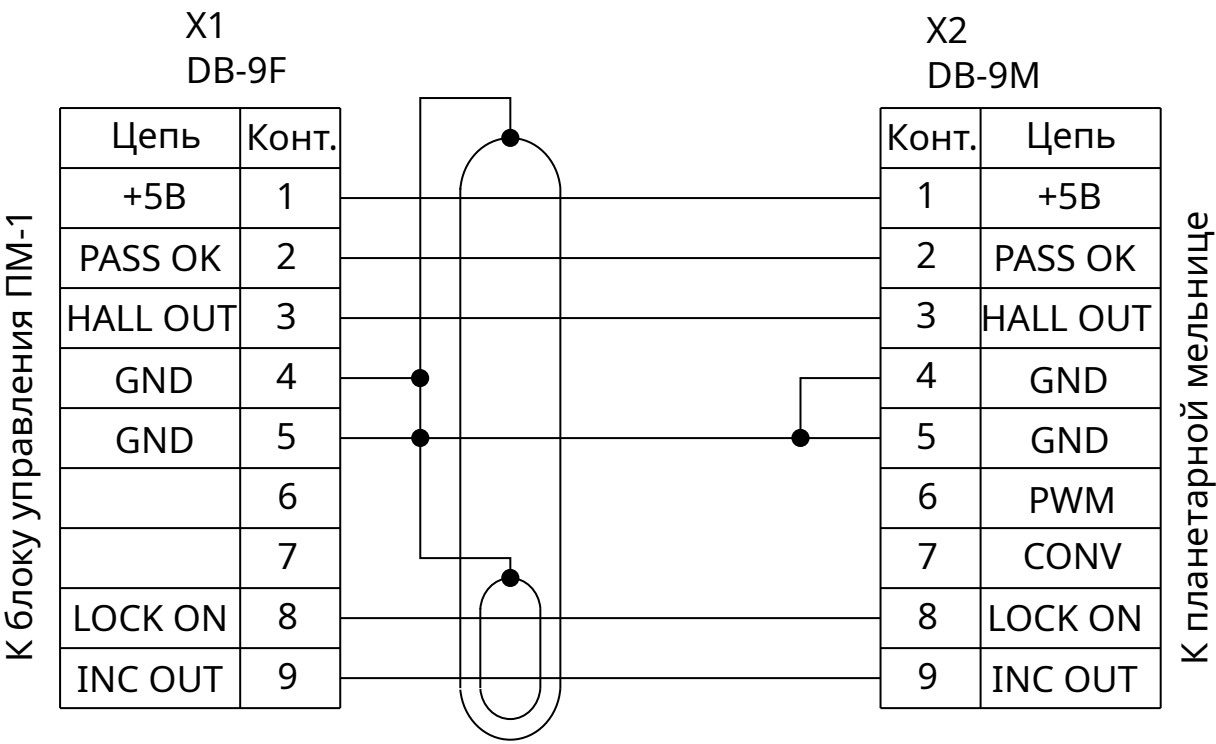 X1
DB-9F
X2
DB-9M
Цепь Конт.
+5В 1
PASS OK 2
HALL OUT 3
GND 4
GND 5
6
7
LOCK ON 8
INC OUT 9
Конт. Цепь
1 +5В
2 PASS OK
3 HALL OUT
4 GND
5 GND
6 PWM
7 CONV
8 LOCK ON
9 INC OUT
К блоку управления ПМ-1
К планетарной мельнице